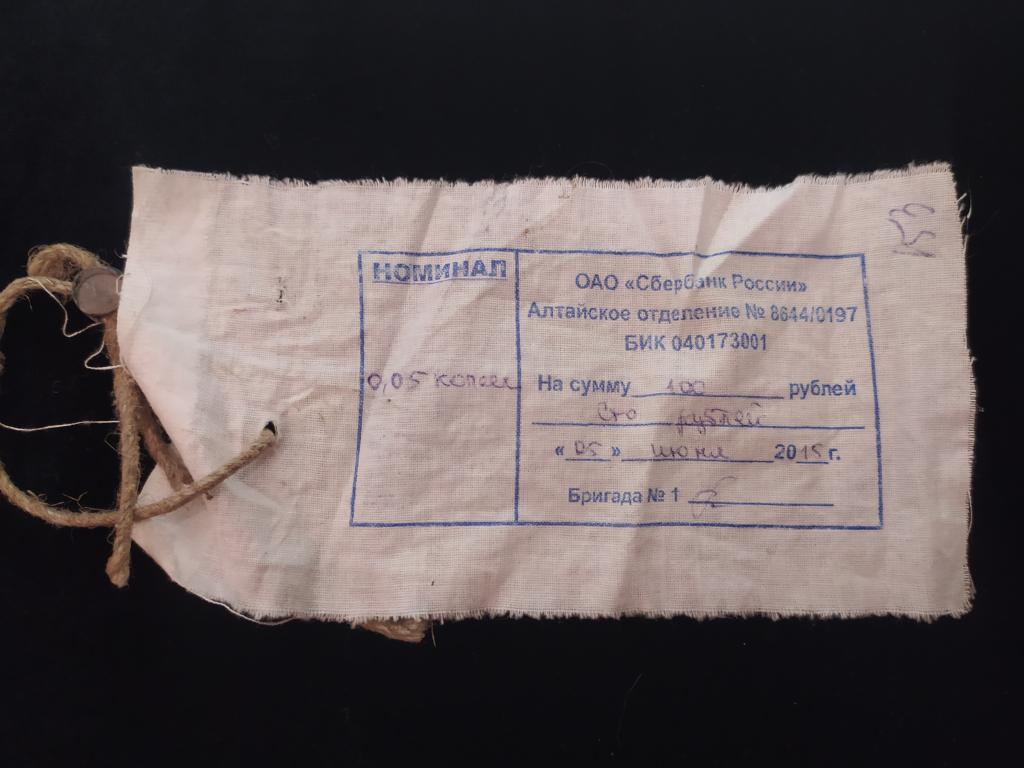 НОМИНАЛ
0,05 копеек
ОАО «Сбербанк России»
Алтайское отделение № 8644/0197
БИК 040173001
На сумму 100 рублей
Сто рублей
«05» июня 2015 г.
Бригада № 1